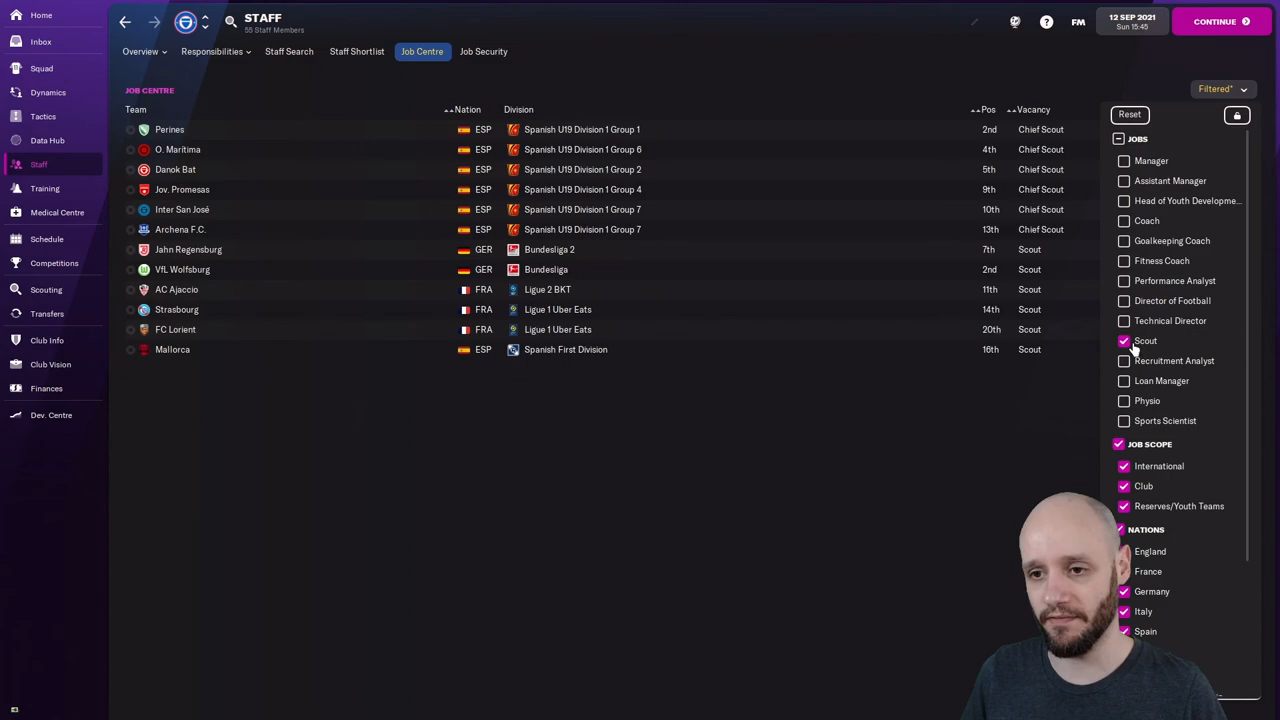 Home
STAFF
55 Staff Members
FM
12 SEP 2021
Sun 15:45
CONTINUE
Inbox
Overview
Responsibilities
Staff Search
Staff Shortlist
Job Centre
Job Security
Squad
Dynamics
Tactics
Data Hub
Staff
Training
Medical Centre
Schedule
Competitions
Scouting
Transfers
Club Info
Club Vision
Finances
Dev. Centre
JOB CENTRE
Filtered*
Team Nation Division Pos Vacancy
Perines ESP Spanish U19 Division 1 Group 1 2nd Chief Scout
O. Marítima ESP Spanish U19 Division 1 Group 6 4th Chief Scout
Danok Bat ESP Spanish U19 Division 1 Group 2 5th Chief Scout
Jov. Promesas ESP Spanish U19 Division 1 Group 4 9th Chief Scout
Inter San José ESP Spanish U19 Division 1 Group 7 10th Chief Scout
Archena F.C. ESP Spanish U19 Division 1 Group 7 13th Chief Scout
Jahn Regensburg GER Bundesliga 2 7th Scout
VfL Wolfsburg GER Bundesliga 2nd Scout
AC Ajaccio FRA Ligue 2 BKT 11th Scout
Strasbourg FRA Ligue 1 Uber Eats 14th Scout
FC Lorient FRA Ligue 1 Uber Eats 20th Scout
Mallorca ESP Spanish First Division 16th Scout
Reset
JOBS
Manager
Assistant Manager
Head of Youth Developme...
Coach
Goalkeeping Coach
Fitness Coach
Performance Analyst
Director of Football
Technical Director
Scout
Recruitment Analyst
Loan Manager
Physio
Sports Scientist
JOB SCOPE
International
Club
Reserves/Youth Teams
NATIONS
England
France
Germany
Italy
Spain